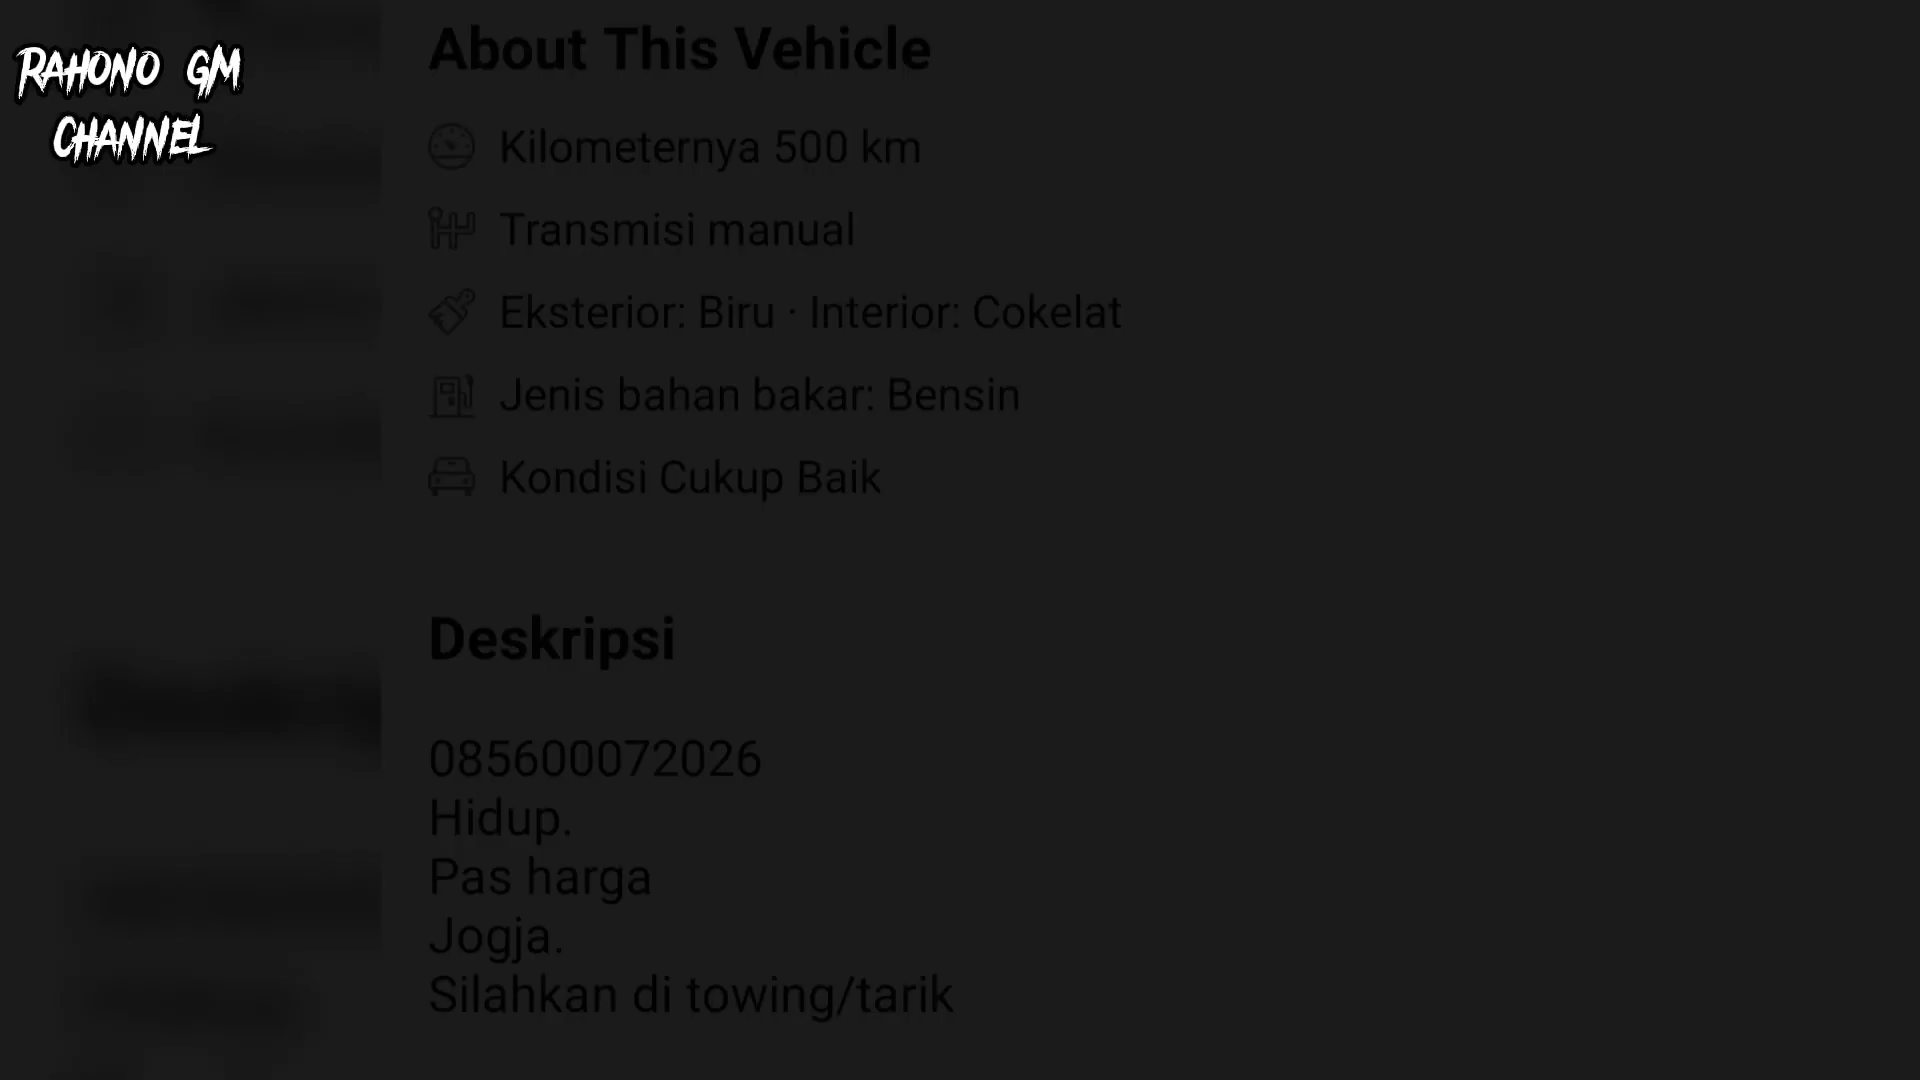 RAHONO GM
CHANNEL
About This Vehicle
Kilometernya 500 km
Transmisi manual
Eksterior: Biru · Interior: Cokelat
Jenis bahan bakar: Bensin
Kondisi Cukup Baik
Deskripsi
085600072026
Hidup.
Pas harga
Jogja.
Silahkan di towing/tarik